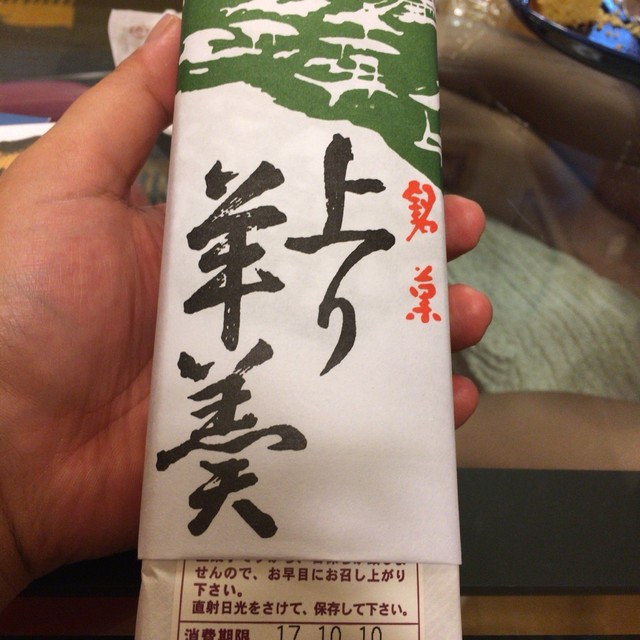 銘菓
上り
羊羹
せんので、お早目にお召し上がり
下さい。
直射日光をさけて、保存して下さい。
消費期限 17.10.10